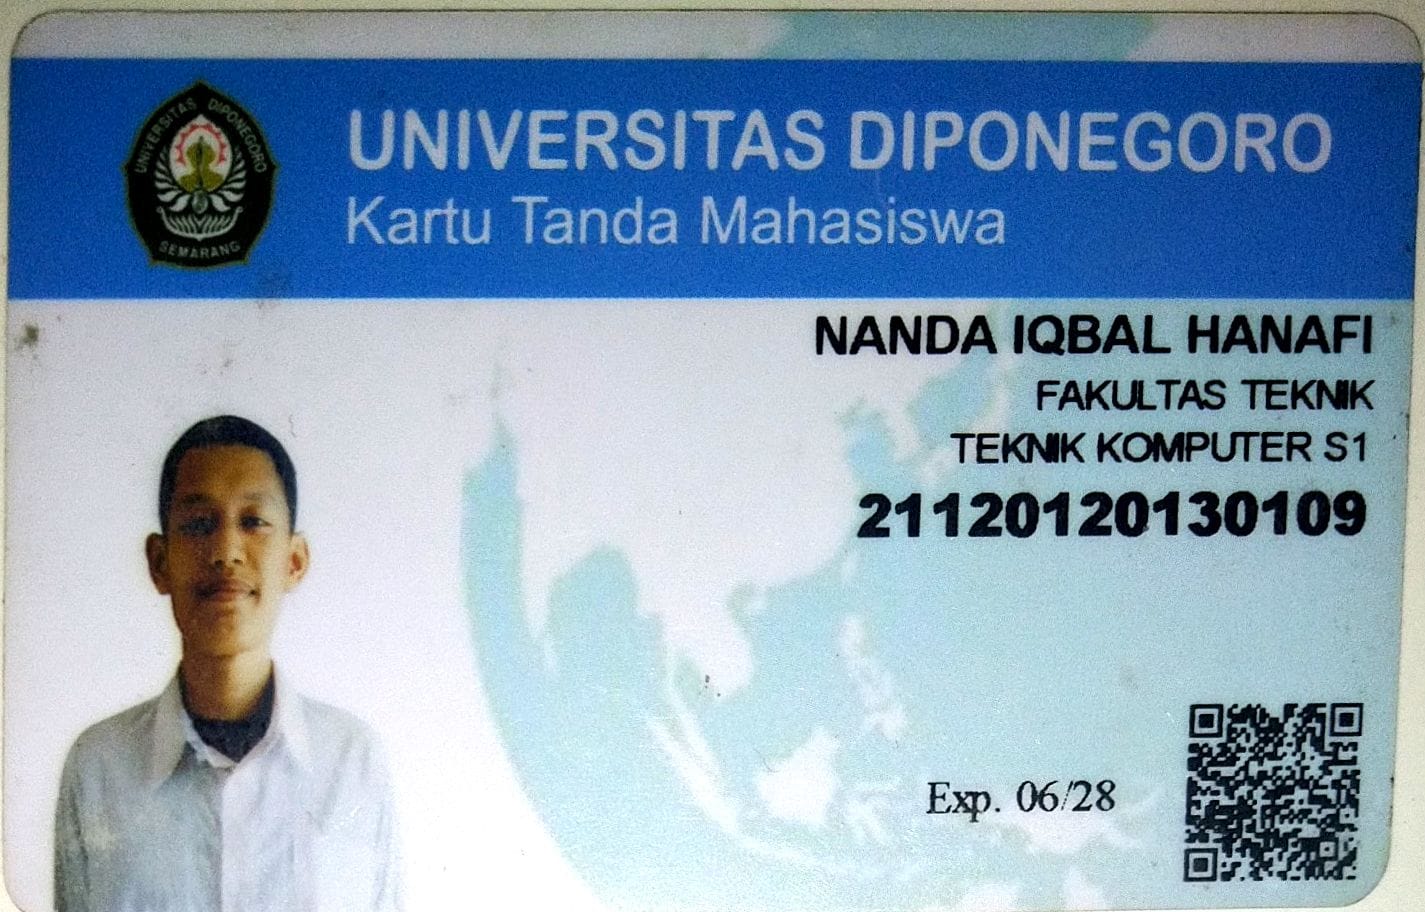 UNIVERSITAS DIPONEGORO
SEMARANG
UNIVERSITAS DIPONEGORO
Kartu Tanda Mahasiswa
NANDA IQBAL HANAFI
FAKULTAS TEKNIK
TEKNIK KOMPUTER S1
21120120130109
Exp. 06/28